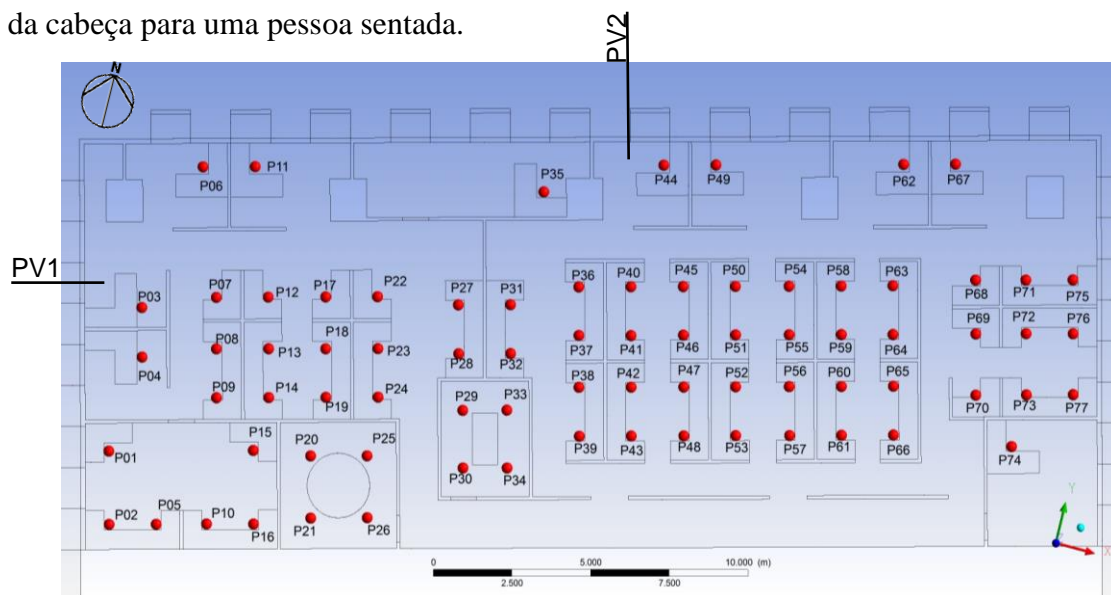 da cabeça para uma pessoa sentada.
PV2
N
P06 P11 P35 P44 P49 P62 P67
PV1
P03 P07 P12 P17 P22 P27 P31 P36 P40 P45 P50 P54 P58 P63 P68 P71 P75
P04 P08 P13 P18 P23 P28 P32 P37 P41 P46 P51 P55 P59 P64 P69 P72 P76
P09 P14 P19 P24 P29 P33 P38 P42 P47 P52 P56 P60 P65 P70 P73 P77
P01 P15 P20 P25 P30 P34 P39 P43 P48 P53 P57 P61 P66 P74
P02 P05 P10 P16 P21 P26
Y
X
0 5.000 10.000 (m)
2.500 7.500